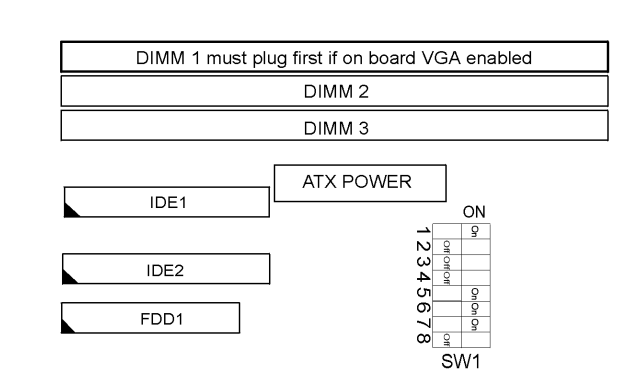 DIMM 1 must plug first if on board VGA enabled
DIMM 2
DIMM 3
ATX POWER
IDE1
ON
1 On
2 Off
3 Off
4 Off
5 On
6 On
7 On
8 Off
IDE2
FDD1
SW1